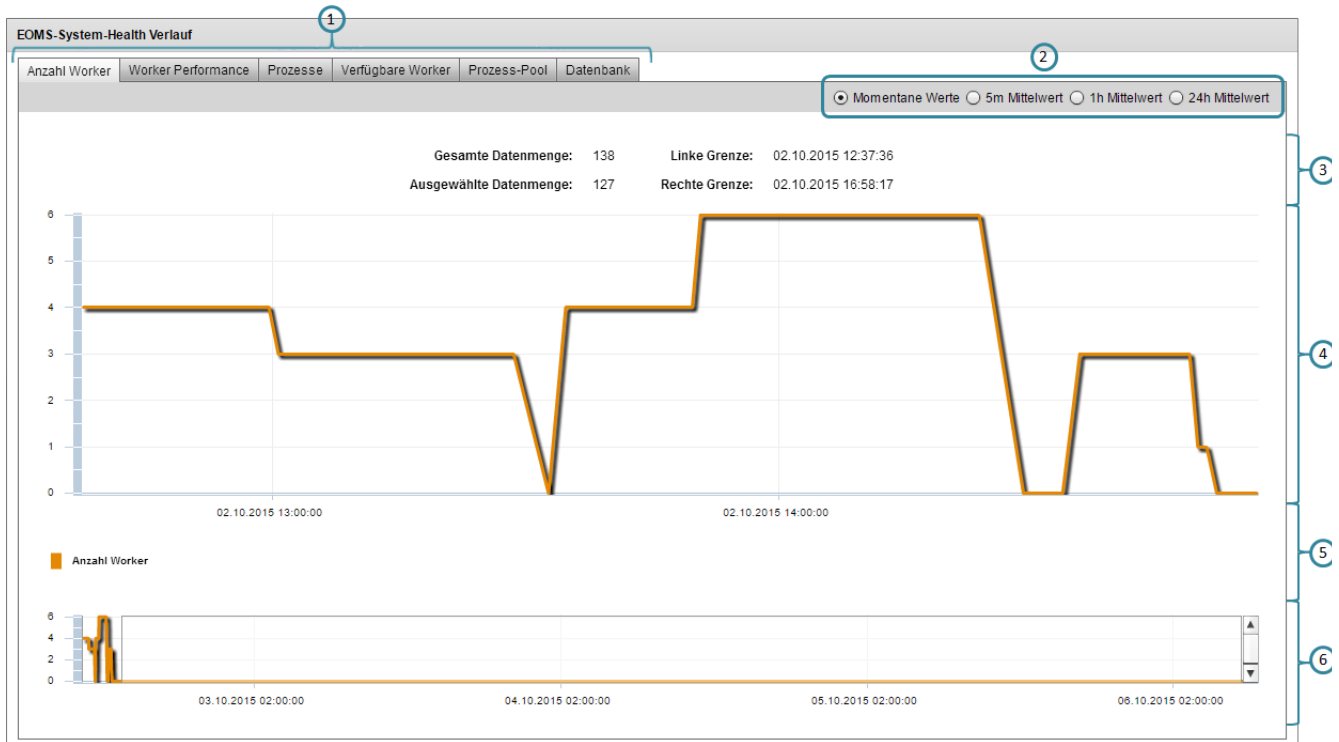 1
EOMS-System-Health Verlauf
Anzahl Worker Worker Performance Prozesse Verfügbare Worker Prozess-Pool Datenbank
2
Momentane Werte 5m Mittelwert 1h Mittelwert 24h Mittelwert
Gesamte Datenmenge: 138 Linke Grenze: 02.10.2015 12:37:36
3
Ausgewählte Datenmenge: 127 Rechte Grenze: 02.10.2015 16:58:17
6
5
4
3
4
2
1
0
02.10.2015 13:00:00 02.10.2015 14:00:00
5
Anzahl Worker
6
4
2
6
0
03.10.2015 02:00:00 04.10.2015 02:00:00 05.10.2015 02:00:00 06.10.2015 02:00:00